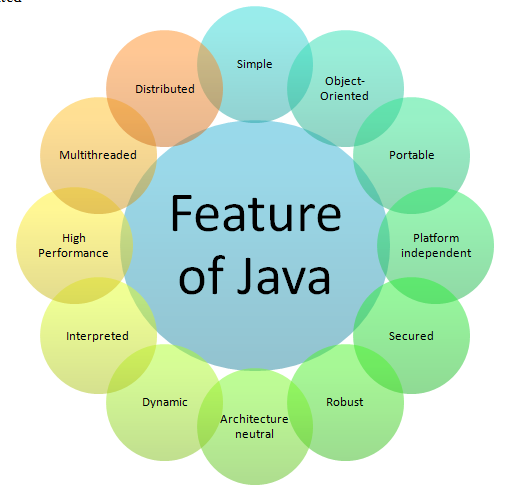 Simple
Object-
Oriented
Portable
Platform
independent
Secured
Robust
Architecture
neutral
Dynamic
Interpreted
High
Performance
Multithreaded
Distributed
Feature
of Java